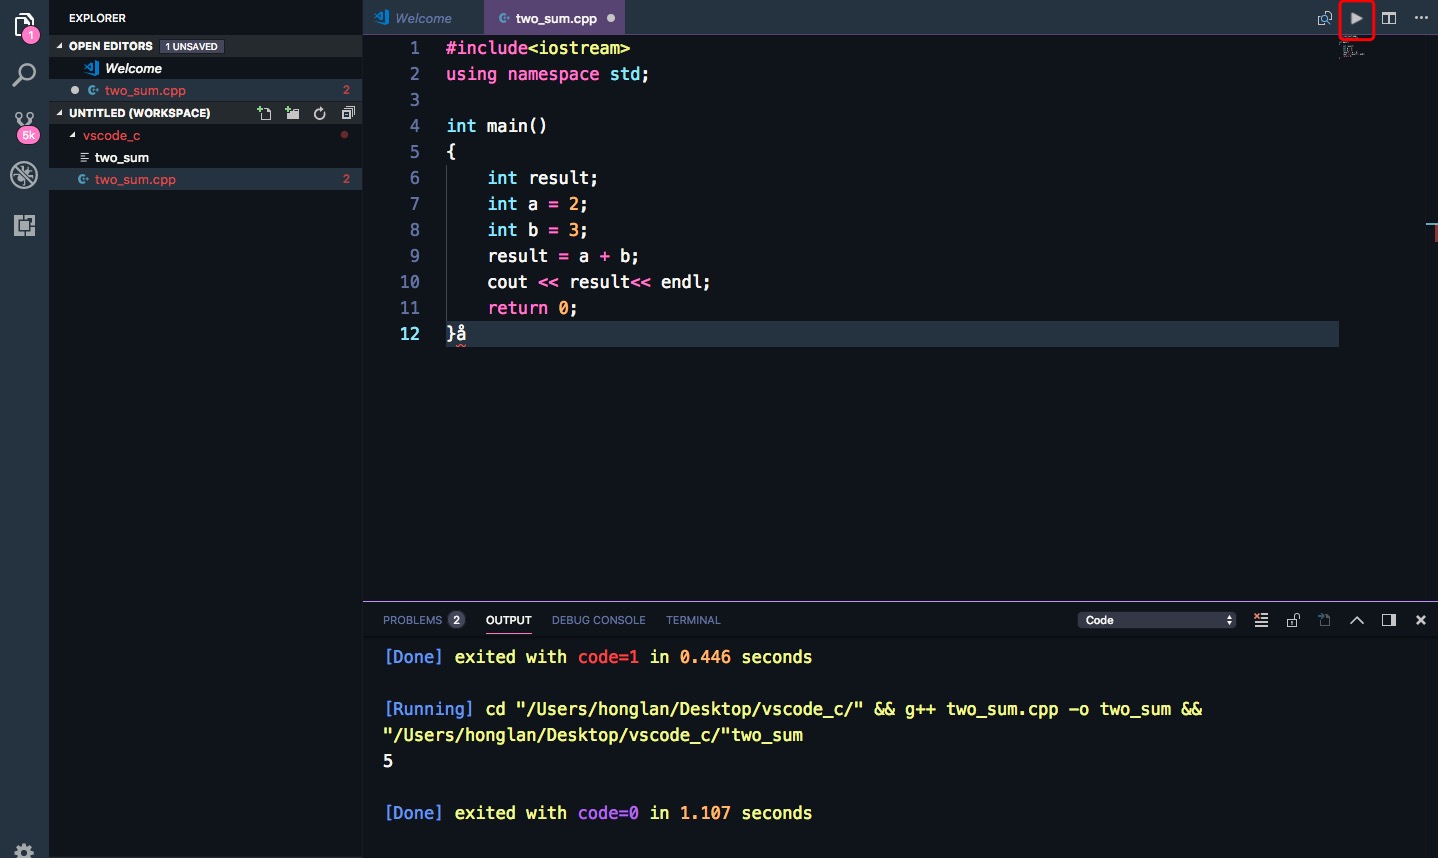 EXPLORER
OPEN EDITORS 1 UNSAVED
Welcome
two_sum.cpp 2
UNTITLED (WORKSPACE)
vscode_c
two_sum
two_sum.cpp 2
1
5k
Welcome two_sum.cpp
1 #include<iostream>
2 using namespace std;
3
4 int main()
5 {
6 int result;
7 int a = 2;
8 int b = 3;
9 result = a + b;
10 cout << result<< endl;
11 return 0;
12 }å
PROBLEMS 2 OUTPUT DEBUG CONSOLE TERMINAL Code
[Done] exited with code=1 in 0.446 seconds
[Running] cd "/Users/honglan/Desktop/vscode_c/" && g++ two_sum.cpp -o two_sum &&
"/Users/honglan/Desktop/vscode_c/"two_sum
5
[Done] exited with code=0 in 1.107 seconds